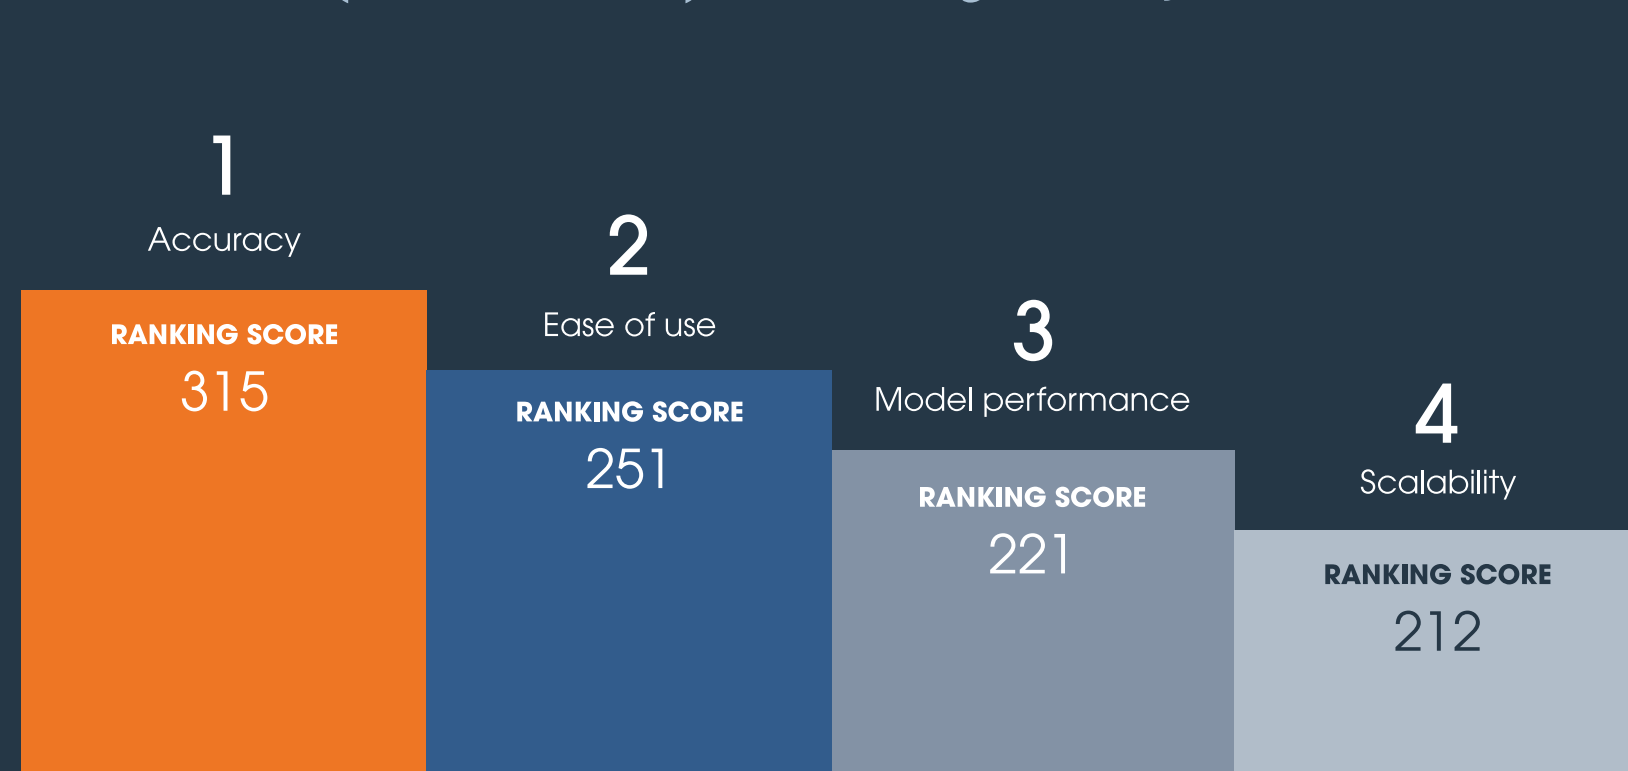 1
Accuracy
RANKING SCORE
315
2
Ease of use
RANKING SCORE
251
3
Model performance
RANKING SCORE
221
4
Scalability
RANKING SCORE
212